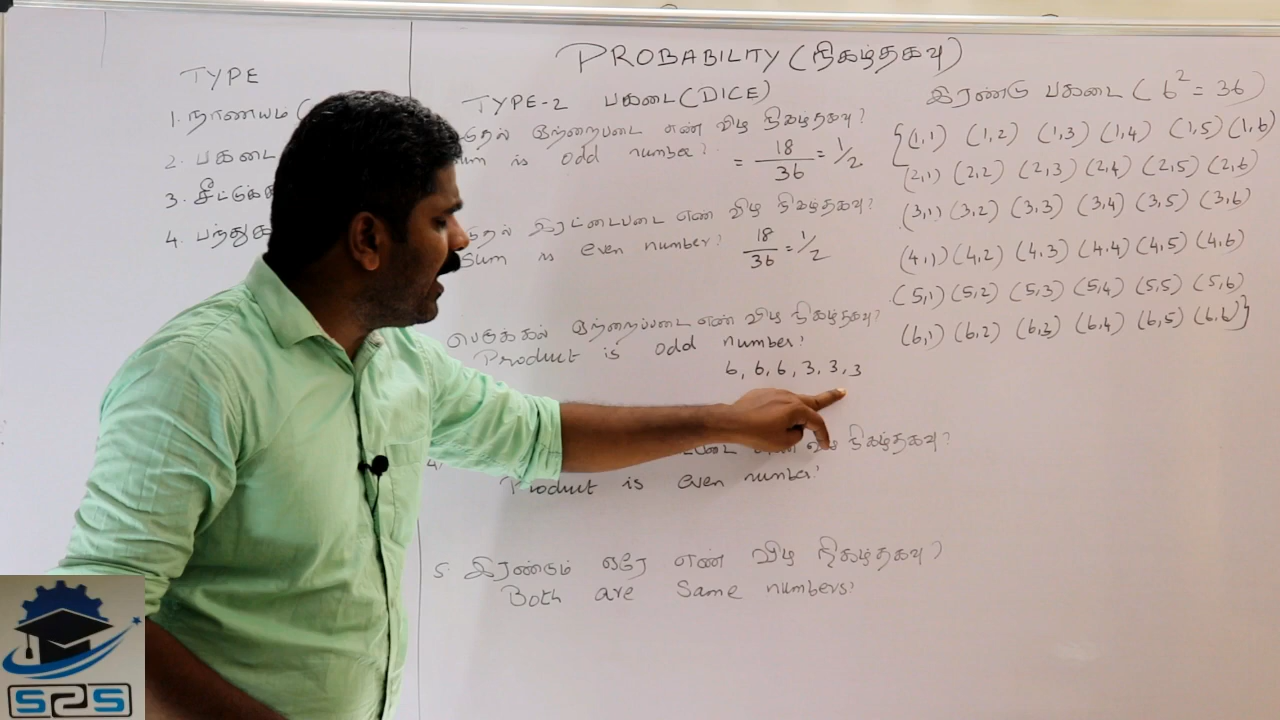 PROBABILITY (நிகழ்தகவு)
TYPE
1. நாணயம் (
2. பகடை
3. சீட்டுக்க
4. பந்துக
TYPE-2 பகடை (DICE)
ஒற்றைபடை எண் விழ நிகழ்தகவு?
Sum is odd number? = 18/36 = 1/2
இரட்டைபடை எண் விழ நிகழ்தகவு?
Sum is even number? 18/36 = 1/2
பெருக்கல் ஒற்றைப்படை எண் விழ நிகழ்தகவு?
Product is odd number?
6, 6, 6, 3, 3, 3
4. நிகழ்தகவு?
Product is even number?
5. இரண்டும் ஒரே எண் விழ நிகழ்தகவு?
Both are Same numbers?
இரண்டு பகடை (6² = 36)
{(1,1) (1,2) (1,3) (1,4) (1,5) (1,6)
(2,1) (2,2) (2,3) (2,4) (2,5) (2,6)
(3,1) (3,2) (3,3) (3,4) (3,5) (3,6)
(4,1) (4,2) (4,3) (4,4) (4,5) (4,6)
(5,1) (5,2) (5,3) (5,4) (5,5) (5,6)
(6,1) (6,2) (6,3) (6,4) (6,5) (6,6)}
S2S